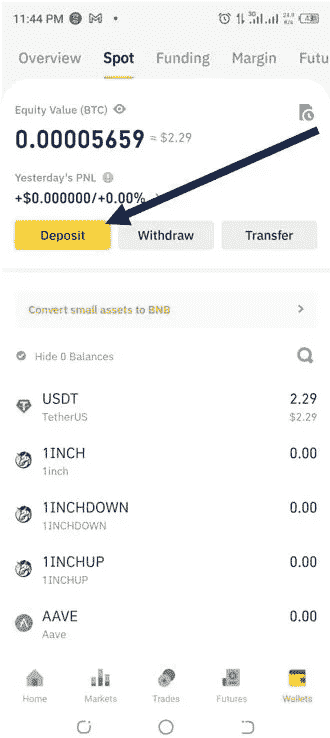 11:44 PM
3G
24.0
K/s
Overview Spot Funding Margin Futu
Equity Value (BTC)
0.00005659 ≈ $2.29
Yesterday's PNL
+$0.000000/+0.00%
Deposit Withdraw Transfer
Convert small assets to BNB
Hide 0 Balances
USDT 2.29
TetherUS $2.29
1INCH 0.00
1inch
1INCHDOWN 0.00
1INCHDOWN
1INCHUP 0.00
1INCHUP
AAVE 0.00
Aave
Home Markets Trades Futures Wallets